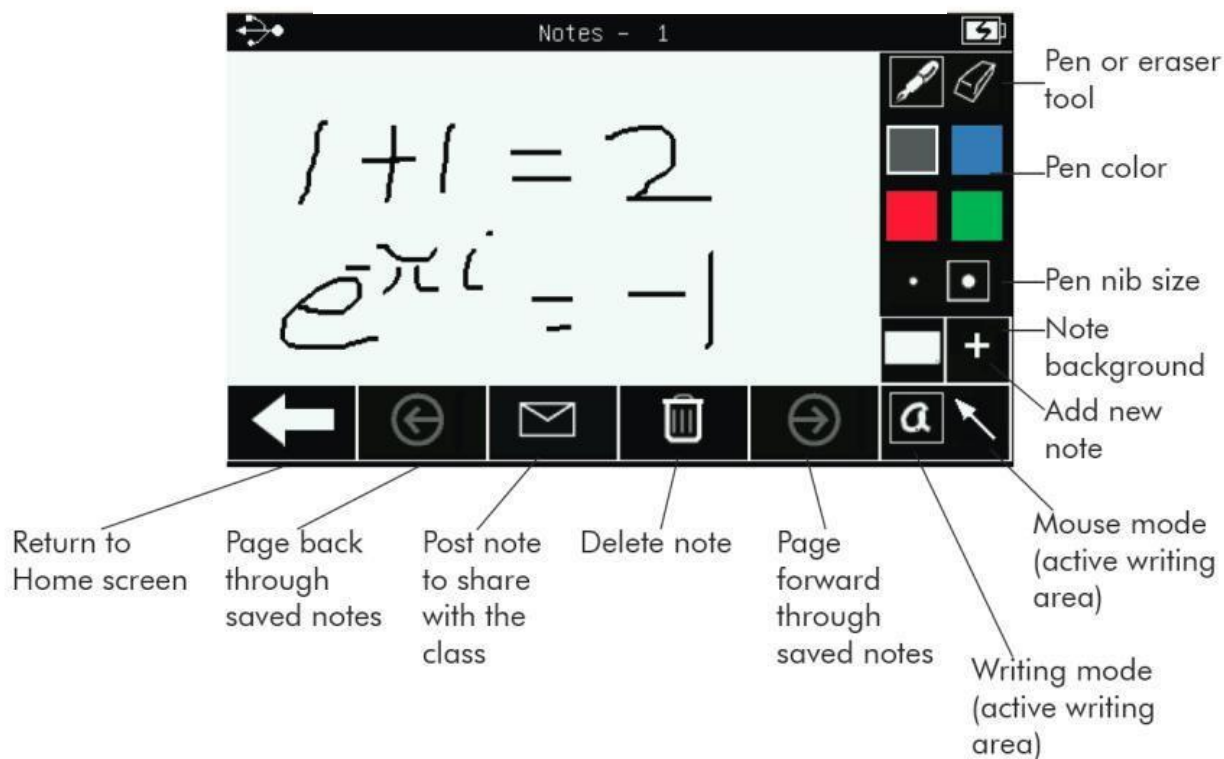 Notes - 1
1+1 = 2
e^-πi = -1
+
a
Pen or eraser
tool
Pen color
Pen nib size
Note
background
Add new
note
Mouse mode
(active writing
area)
Writing mode
(active writing
area)
Return to
Home screen
Page back
through
saved notes
Post note
to share
with the
class
Delete note
Page
forward
through
saved notes